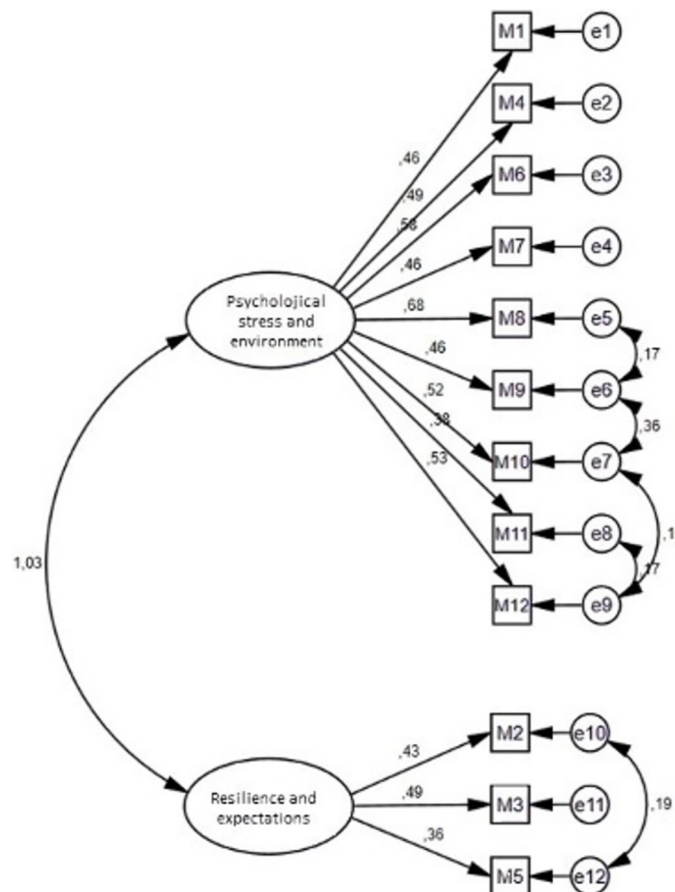 M1
e1
M4
e2
,46
,49
M6
e3
,58
M7
e4
,46
Psycholojical
stress and
environment
,68
M8
e5
,17
,46
M9
e6
,52
,36
,38
M10
e7
,53
M11
e8
,1
,17
M12
e9
1,03
M2
e10
,43
Resilience and
expectations
,49
M3
e11
,19
,36
M5
e12